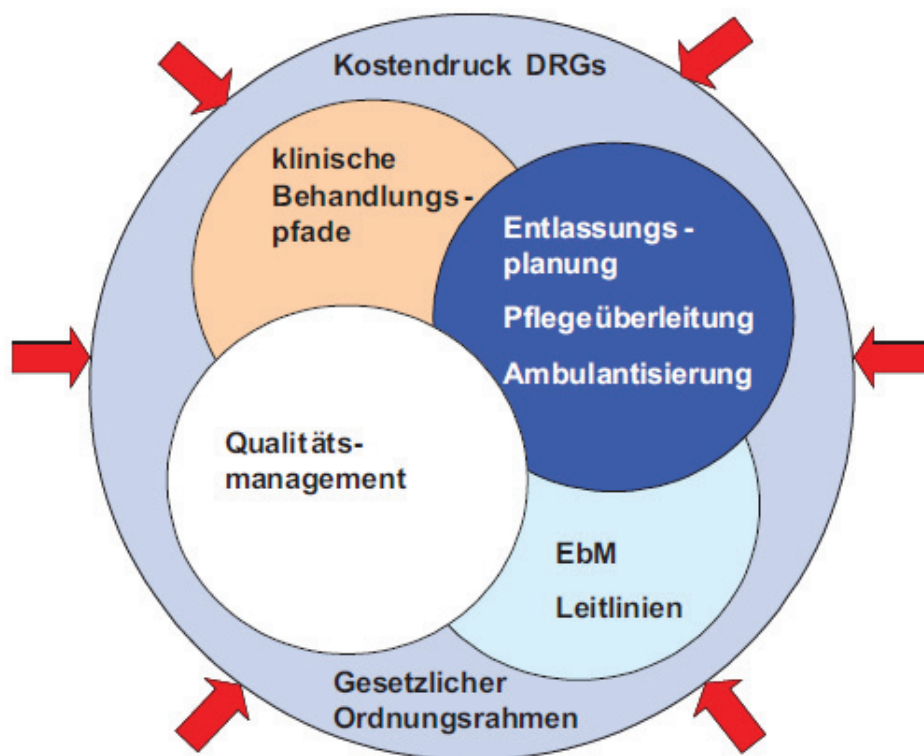 Kostendruck DRGs
klinische
Behandlungs-
pfade
Entlassungs-
planung
Pflegeüberleitung
Ambulantisierung
Qualitäts-
management
EbM
Leitlinien
Gesetzlicher
Ordnungsrahmen